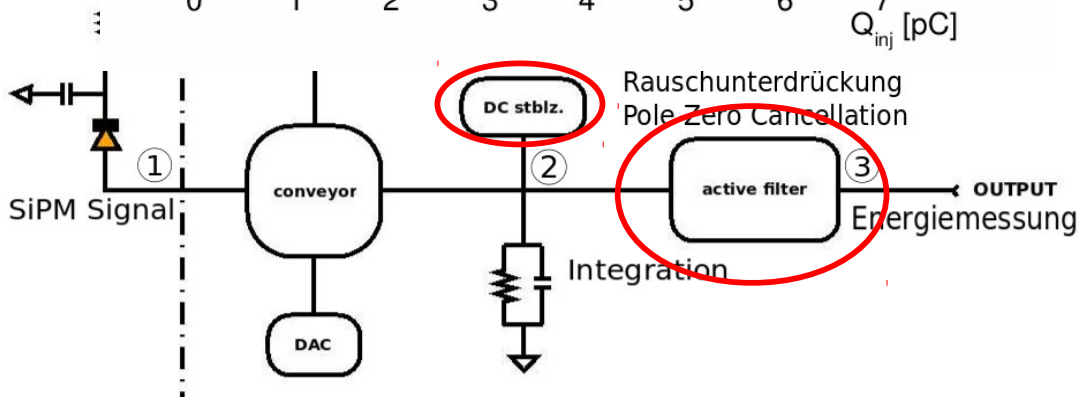 0 1 2 3 4 5 6 7
Q_inj [pC]
DC stblz.
Rauschunterdrückung
Pole Zero Cancellation
① ② ③
conveyor
active filter
OUTPUT
SiPM Signal
Energiemessung
Integration
DAC